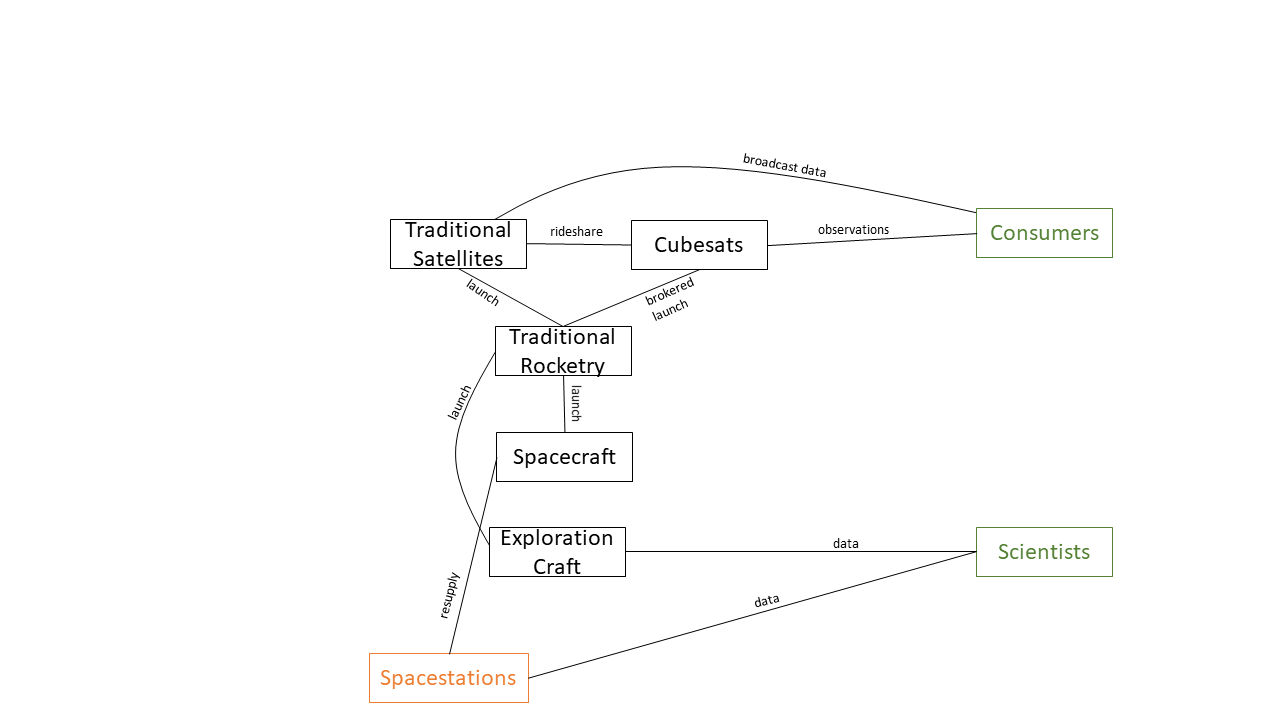 broadcast data
Traditional
Satellites
rideshare
Cubesats
observations
Consumers
launch
brokered
launch
Traditional
Rocketry
launch
launch
Spacecraft
Exploration
Craft
data
Scientists
resupply
data
Spacestations